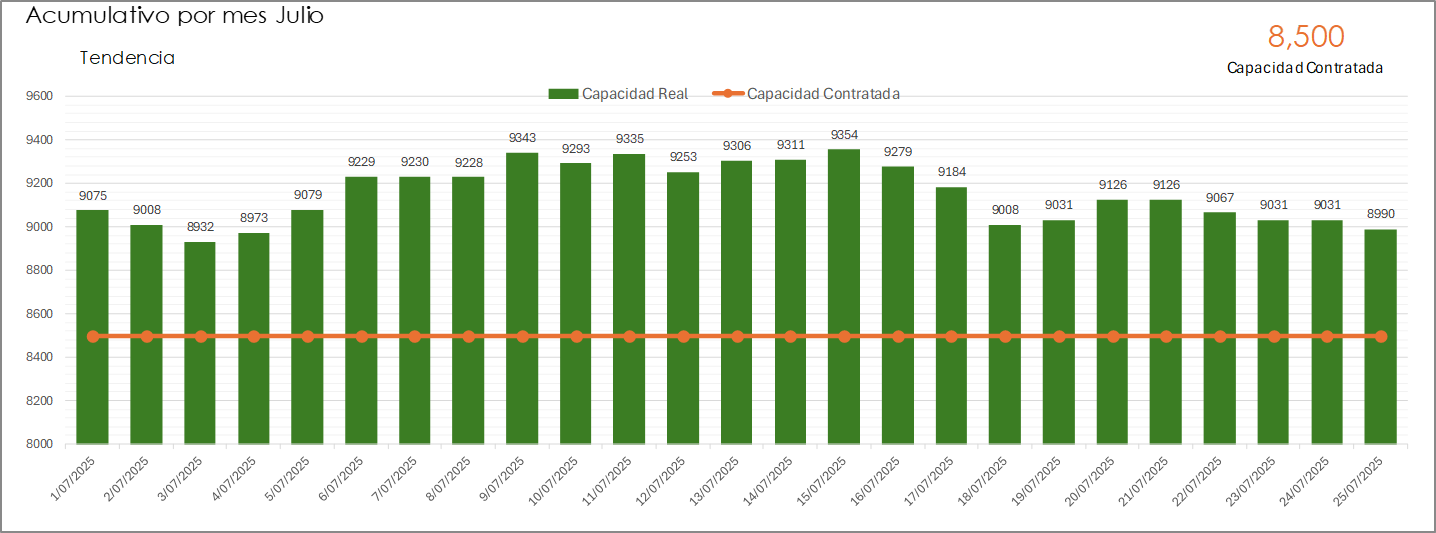 Acumulativo por mes Julio
8,500
Capacidad Contratada
Tendencia
Capacidad Real Capacidad Contratada
9600
9400
9200
9000
8800
8600
8400
8200
8000
9075 9008 8932 8973 9079 9229 9230 9228 9343 9293 9335 9253 9306 9311 9354 9279 9184 9008 9031 9126 9126 9067 9031 9031 8990
1/07/2025 2/07/2025 3/07/2025 4/07/2025 5/07/2025 6/07/2025 7/07/2025 8/07/2025 9/07/2025 10/07/2025 11/07/2025 12/07/2025 13/07/2025 14/07/2025 15/07/2025 16/07/2025 17/07/2025 18/07/2025 19/07/2025 20/07/2025 21/07/2025 22/07/2025 23/07/2025 24/07/2025 25/07/2025